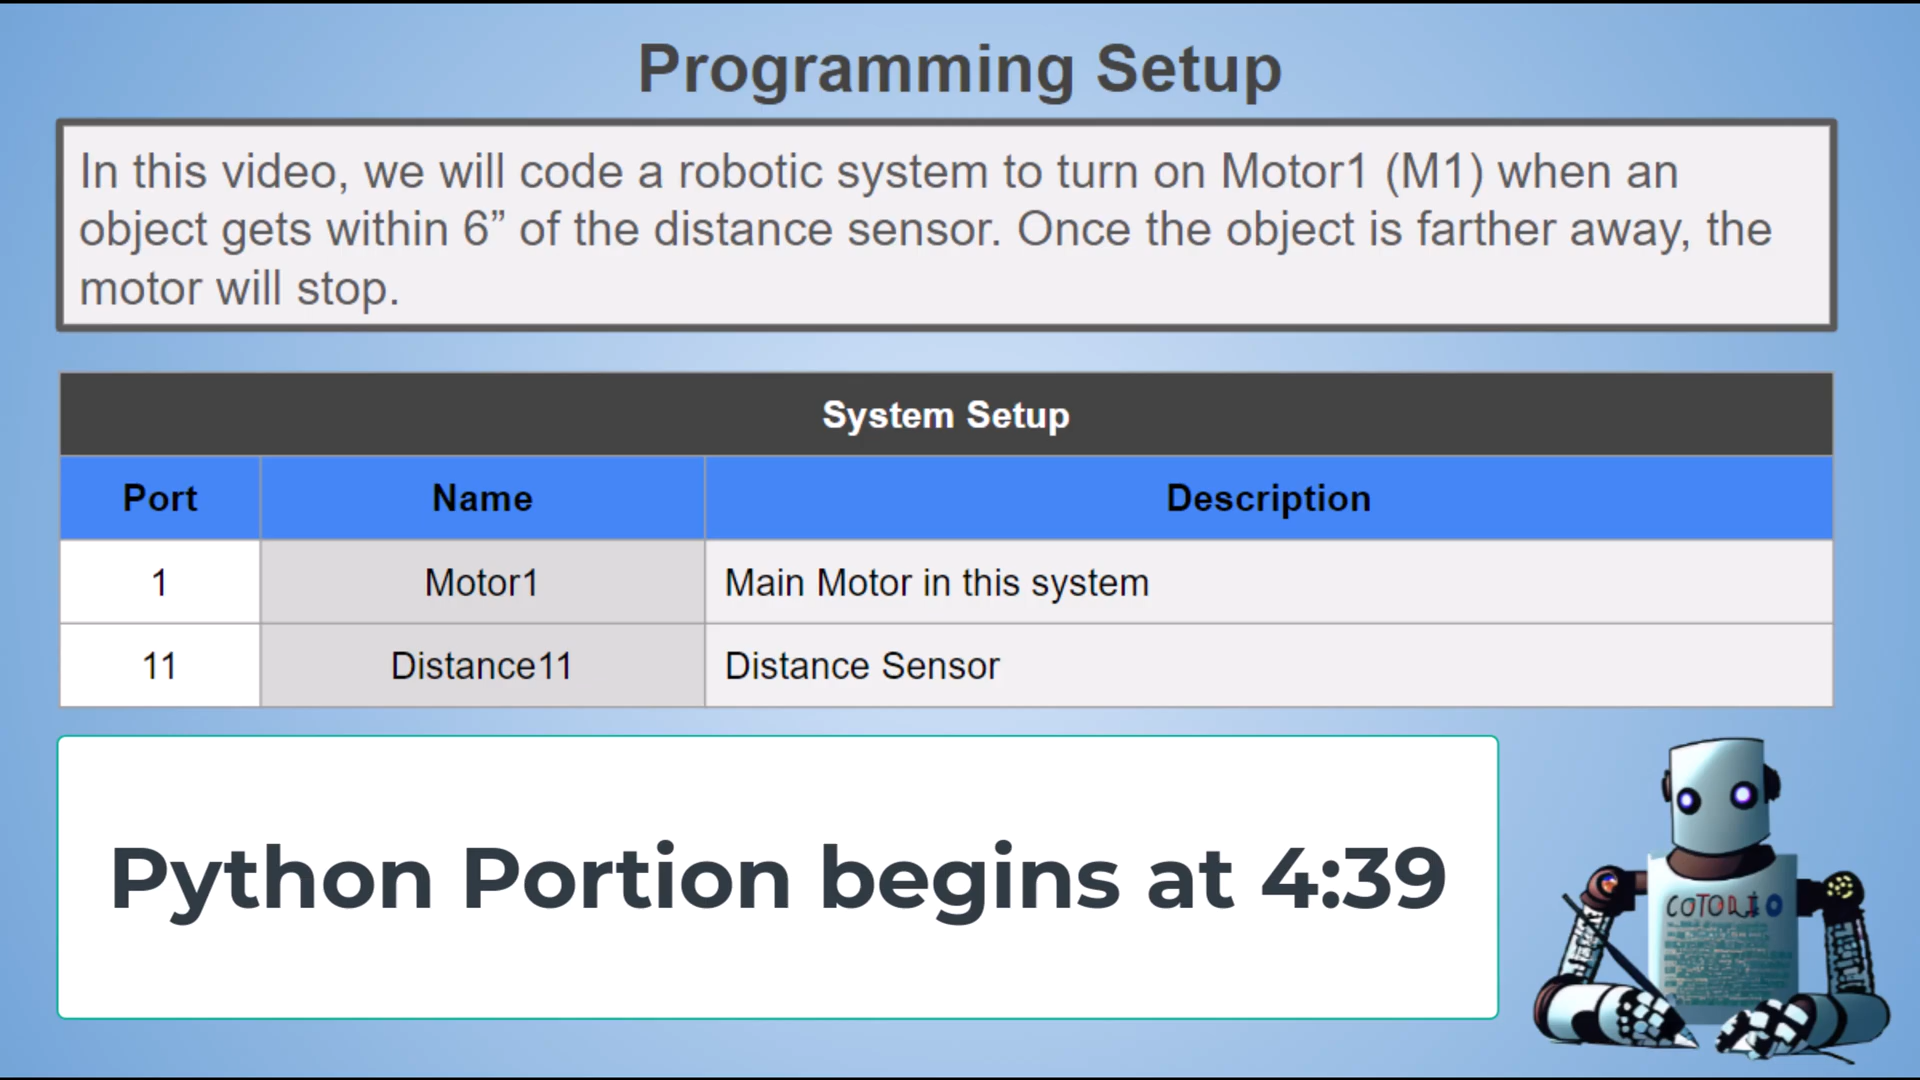 Programming Setup
In this video, we will code a robotic system to turn on Motor1 (M1) when an
object gets within 6” of the distance sensor. Once the object is farther away, the
motor will stop.
System Setup
Port Name Description
1 Motor1 Main Motor in this system
11 Distance11 Distance Sensor
Python Portion begins at 4:39